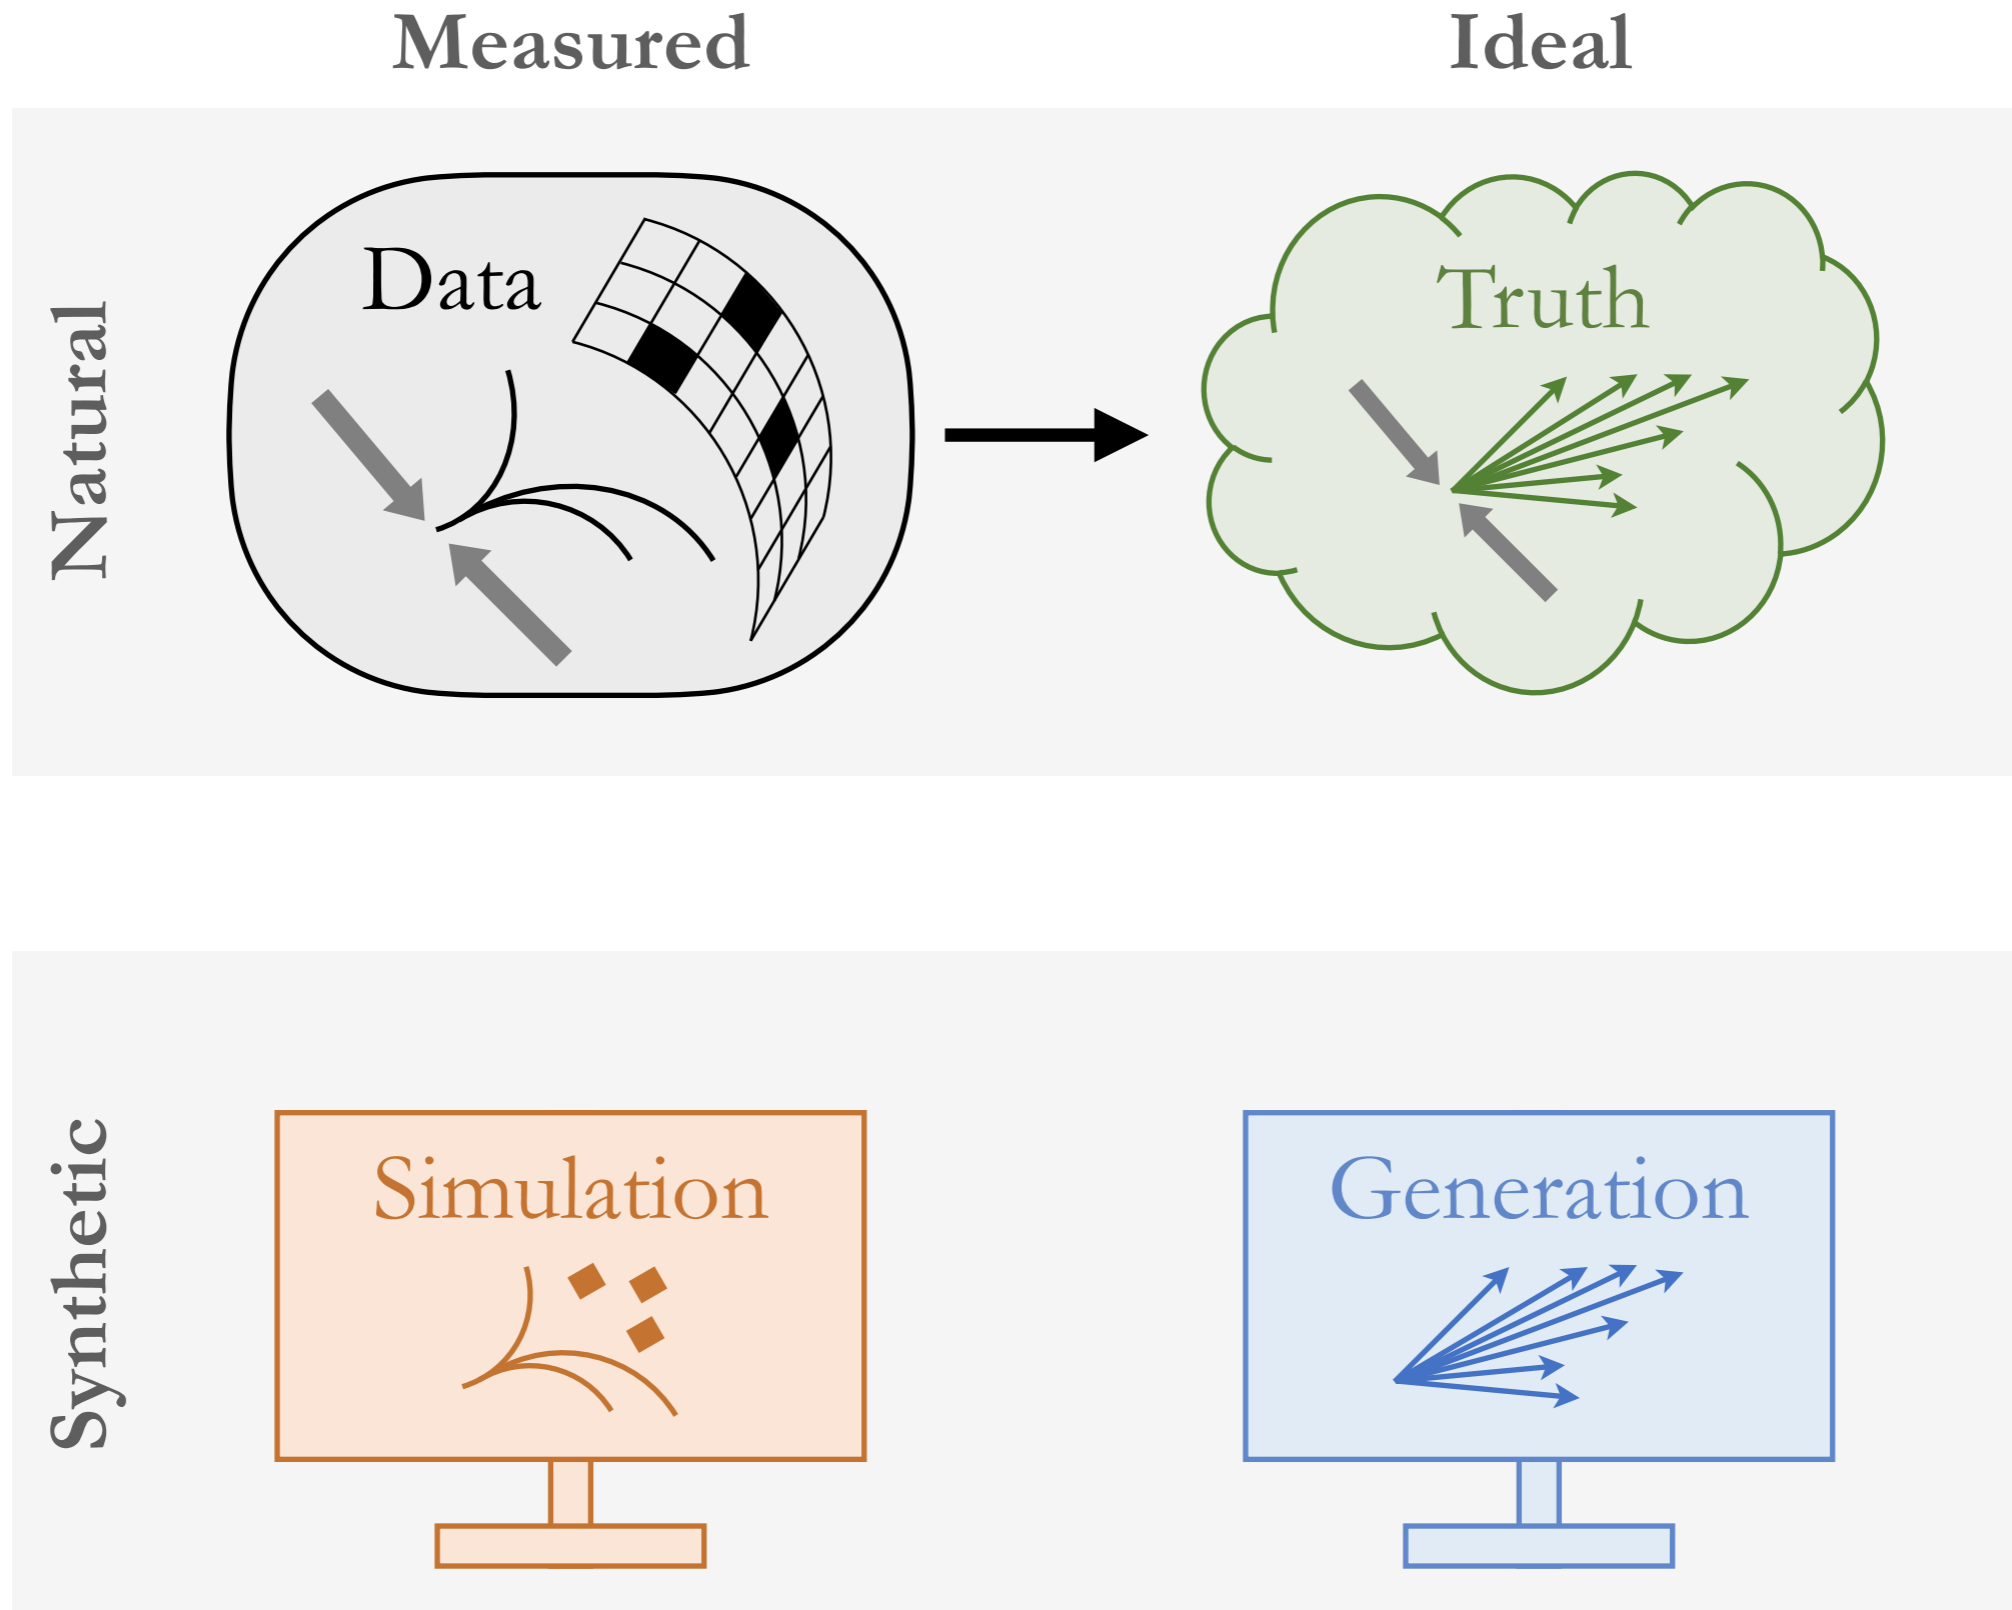 Measured
Ideal
Natural
Data
Truth
Synthetic
Simulation
Generation